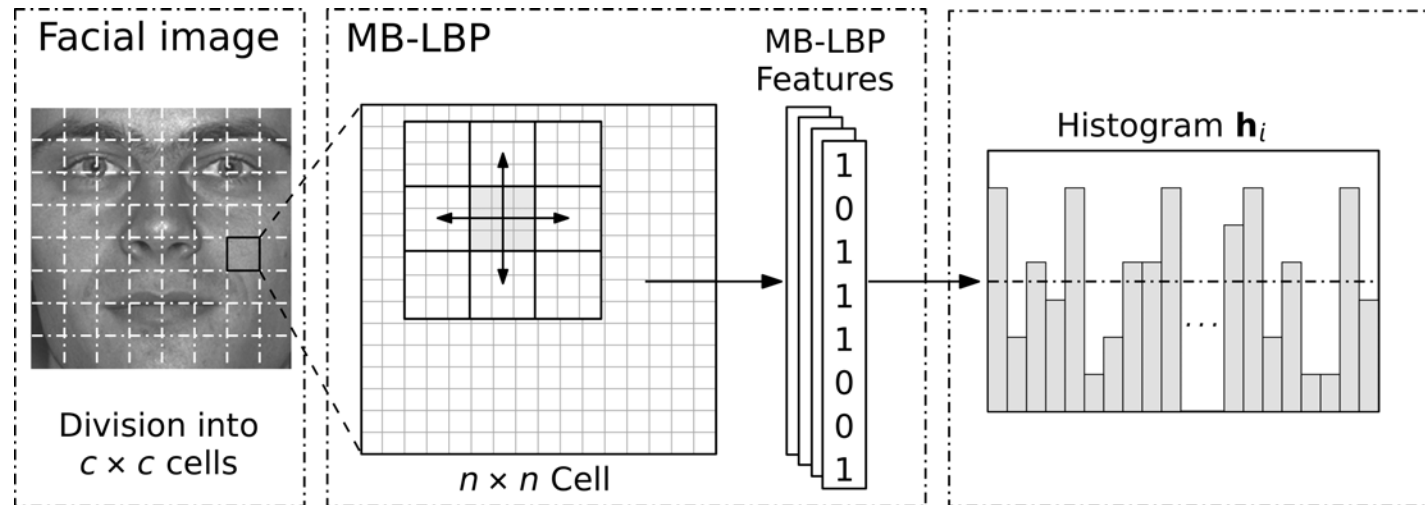 Facial image
Division into
c × c cells
MB-LBP
n × n Cell
MB-LBP
Features
1
0
1
1
1
0
0
1
Histogram hᵢ
...